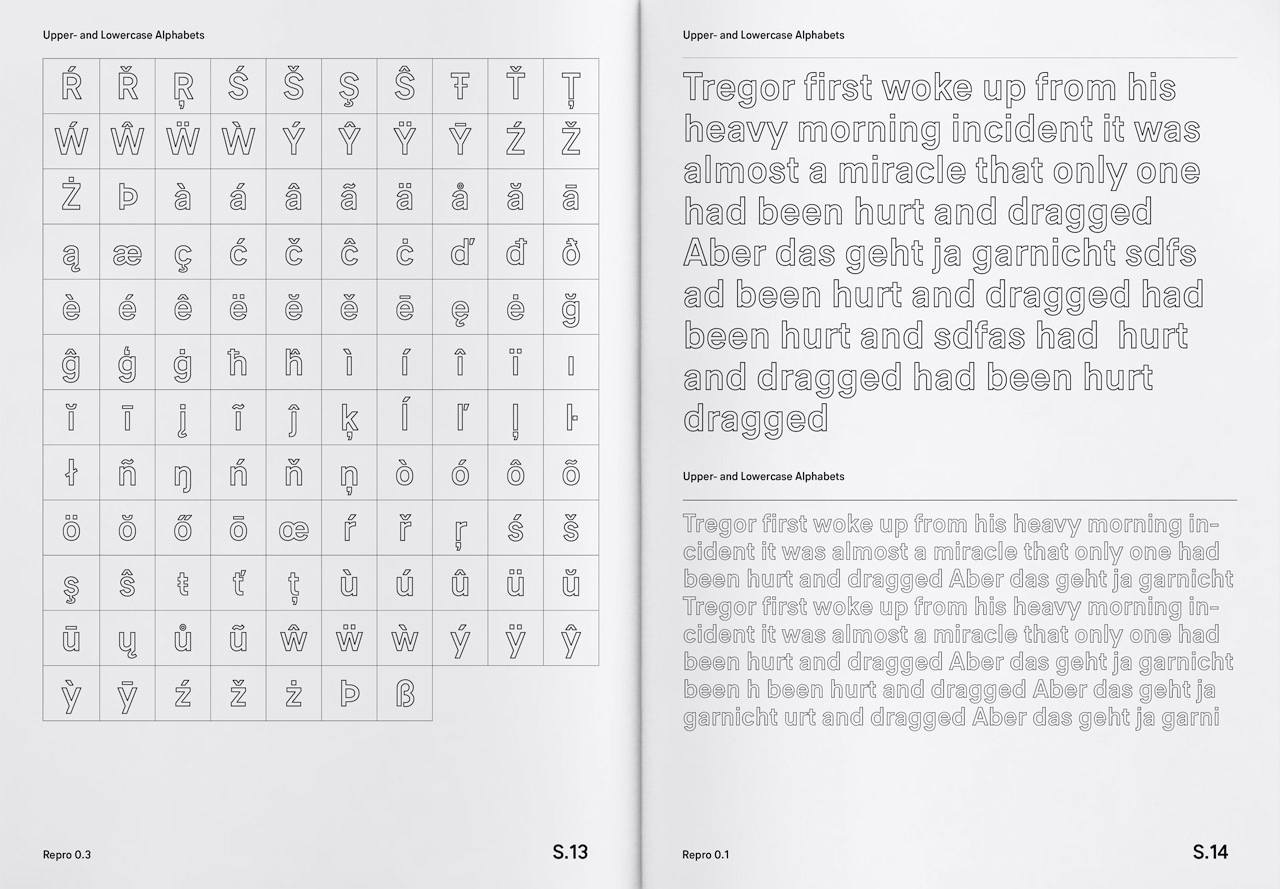 Upper- and Lowercase Alphabets
Ŕ Ř Ŗ Ś Š Ş Ŝ Ŧ Ť Ţ
Ẃ Ŵ Ẅ Ẁ Ý Ŷ Ÿ Ȳ Ź Ž
Ż Þ à á â ã ä å ă ā
ą æ ç ć č ĉ ċ ď đ ð
è é ê ë ĕ ě ē ę ė ğ
ĝ ģ ġ ħ ĥ ì í î ï ı
ĭ ī į ĩ ĵ ķ ĺ ľ ļ ŀ
ł ñ ŋ ń ň ņ ò ó ô õ
ö ŏ ő ō œ ŕ ř ŗ ś š
ş ŝ ŧ ť ţ ù ú û ü ŭ
ū ų ů ũ ŵ ẅ ẁ ý ÿ ŷ
ỳ ȳ ź ž ż Þ ß
Repro 0.3
S.13
Upper- and Lowercase Alphabets
Tregor first woke up from his
heavy morning incident it was
almost a miracle that only one
had been hurt and dragged
Aber das geht ja garnicht sdfs
ad been hurt and dragged had
been hurt and sdfas had  hurt
and dragged had been hurt
dragged
Upper- and Lowercase Alphabets
Tregor first woke up from his heavy morning in-
cident it was almost a miracle that only one had
been hurt and dragged Aber das geht ja garnicht
Tregor first woke up from his heavy morning in-
cident it was almost a miracle that only one had
been hurt and dragged Aber das geht ja garnicht
been h been hurt and dragged Aber das geht ja
garnicht urt and dragged Aber das geht ja garni
Repro 0.1
S.14